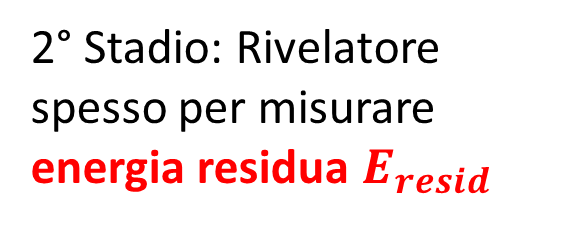 2° Stadio: Rivelatore
spesso per misurare
energia residua E_resid